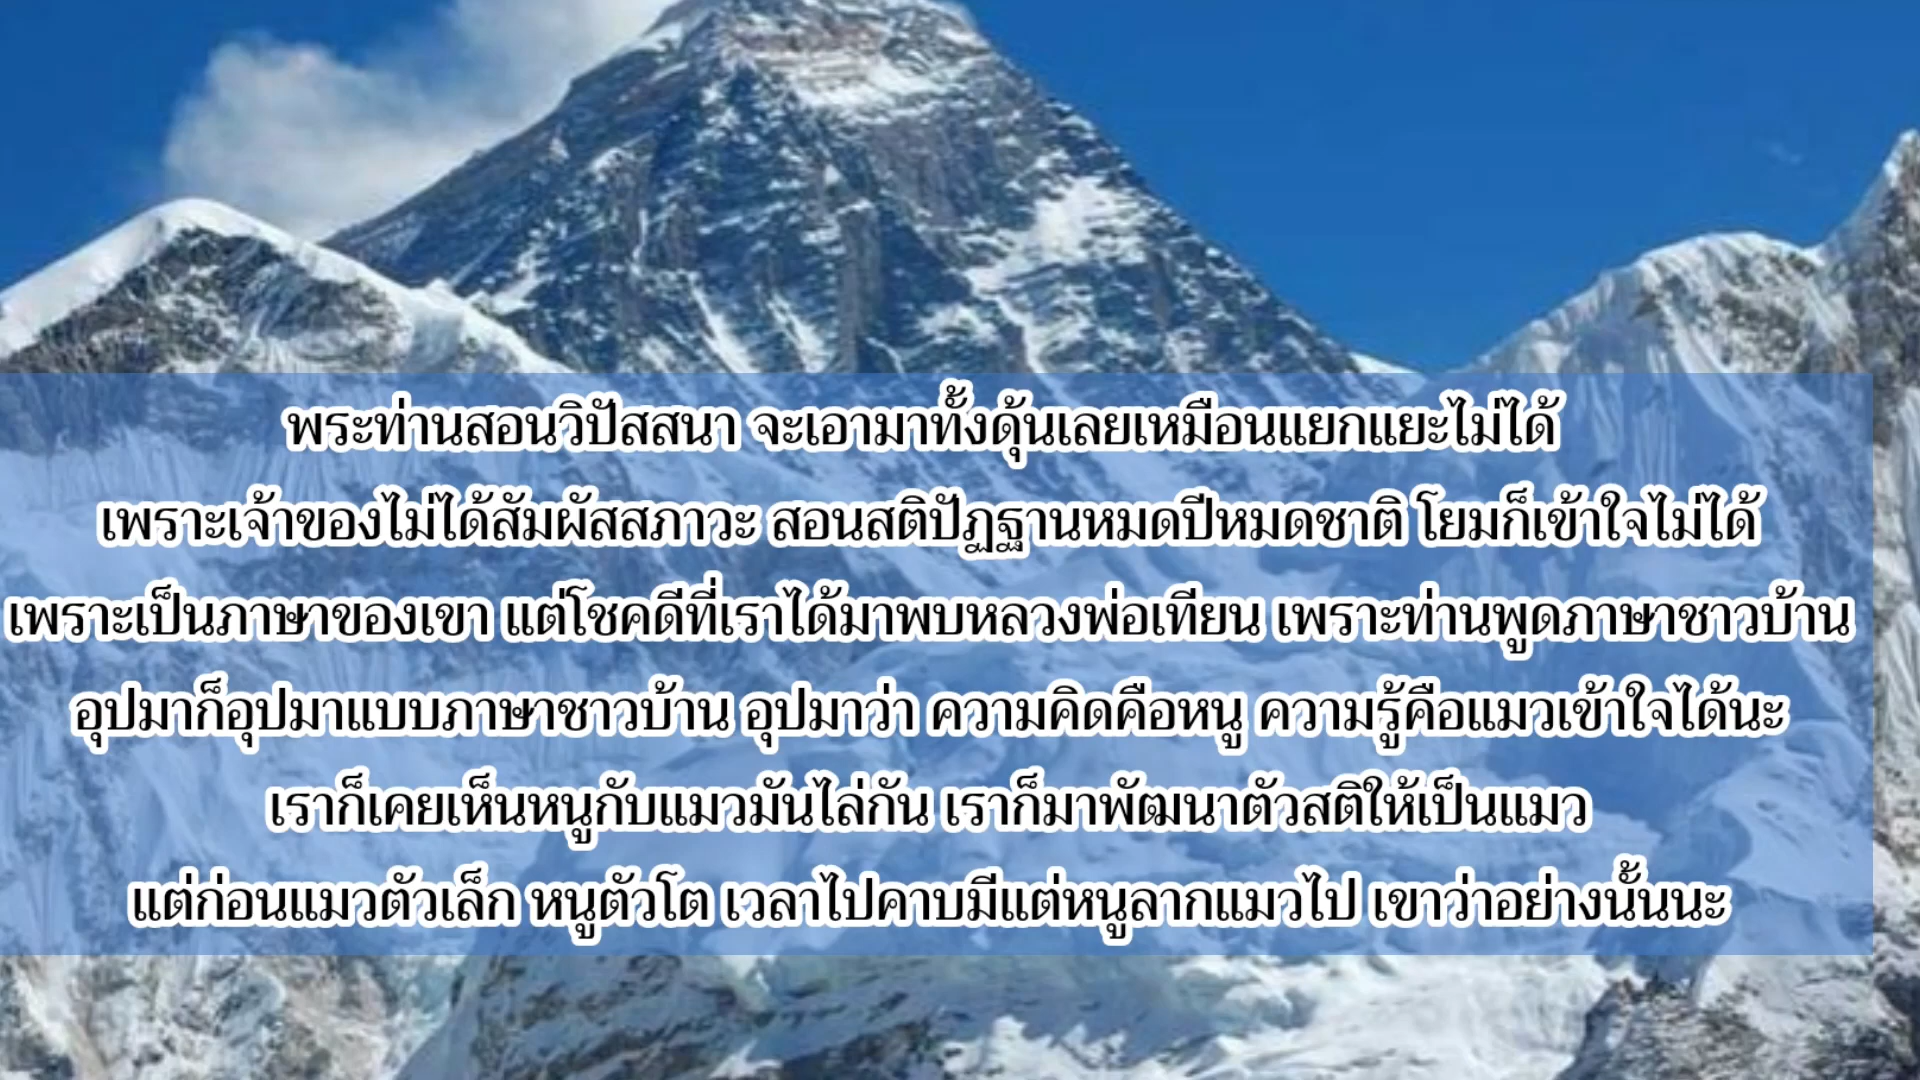 พระท่านสอนวิปัสสนา จะเอามาทั้งดุ้นเลยเหมือนแยกแยะไม่ได้
เพราะเจ้าของไม่ได้สัมผัสสภาวะ สอนสติปัฏฐานหมดปีหมดชาติ โยมก็เข้าใจไม่ได้
เพราะเป็นภาษาของเขา แต่โชคดีที่เราได้มาพบหลวงพ่อเทียน เพราะท่านพูดภาษาชาวบ้าน
อุปมาก็อุปมาแบบภาษาชาวบ้าน อุปมาว่า ความคิดคือหนู ความรู้คือแมวเข้าใจได้นะ
เราก็เคยเห็นหนูกับแมวมันไล่กัน เราก็มาพัฒนาตัวสติให้เป็นแมว
แต่ก่อนแมวตัวเล็ก หนูตัวโต เวลาไปคาบมีแต่หนูลากแมวไป เขาว่าอย่างนั้นนะ